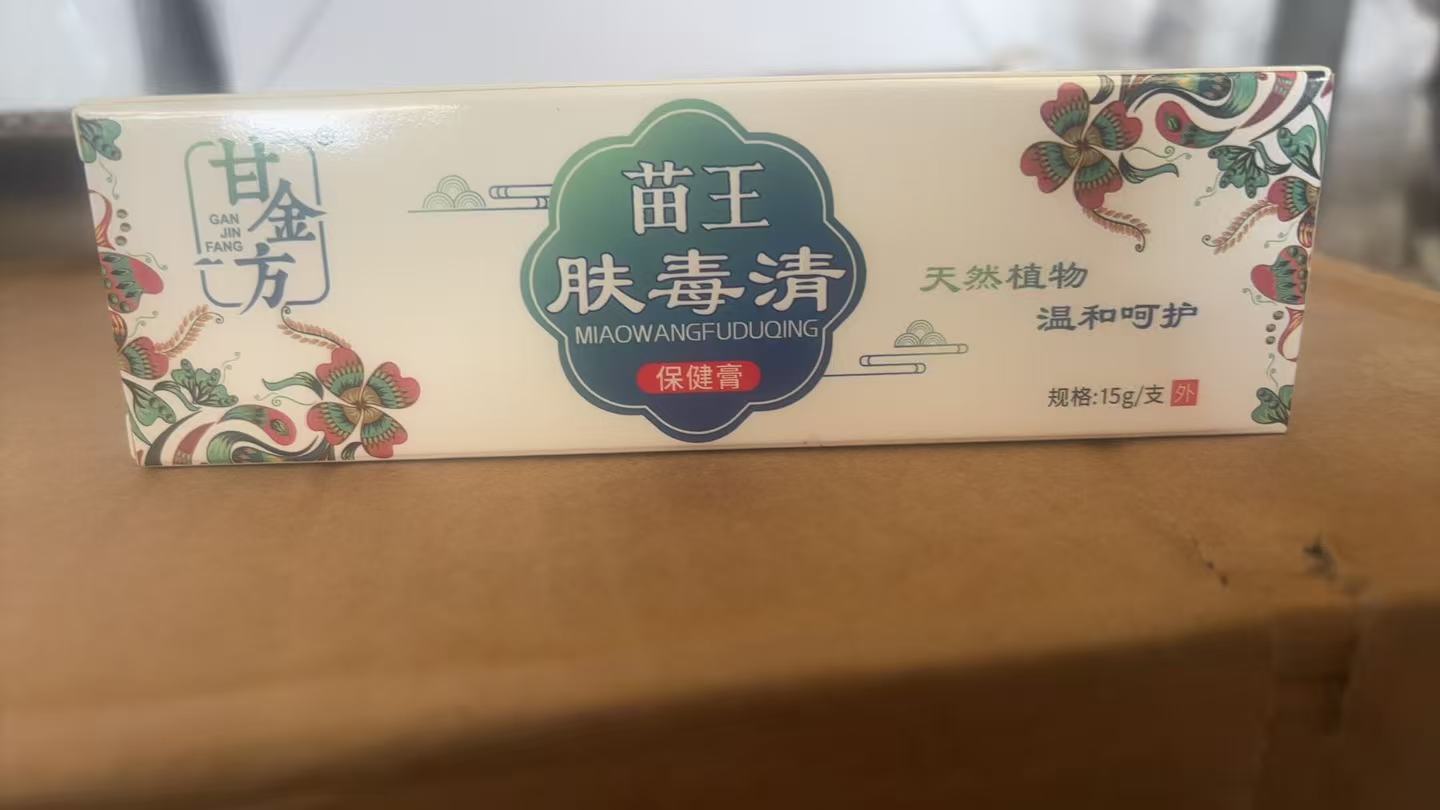 甘金方
GAN
JIN
FANG
苗王
肤毒清
MIAOWANGFUDUQING
保健膏
天然植物
温和呵护
规格:15g/支 外